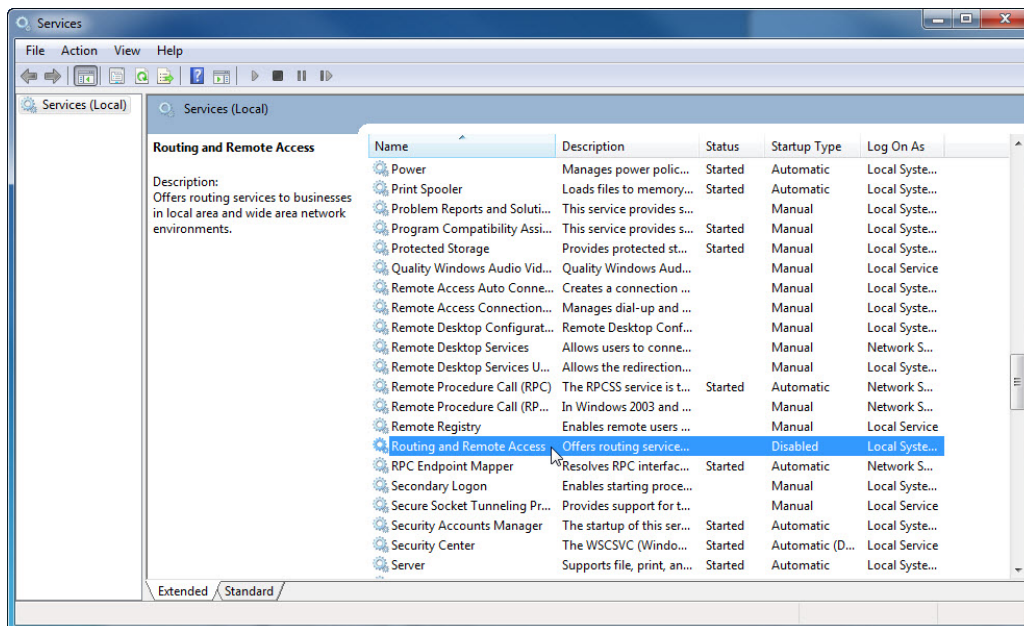 Services
File Action View Help
Services (Local)
Services (Local)
Routing and Remote Access
Description:
Offers routing services to businesses
in local area and wide area network
environments.
Name Description Status Startup Type Log On As
Power Manages power polic... Started Automatic Local Syste...
Print Spooler Loads files to memory... Started Automatic Local Syste...
Problem Reports and Soluti... This service provides s... Manual Local Syste...
Program Compatibility Assi... This service provides s... Started Manual Local Syste...
Protected Storage Provides protected st... Started Manual Local Syste...
Quality Windows Audio Vid... Quality Windows Aud... Manual Local Service
Remote Access Auto Conne... Creates a connection ... Manual Local Syste...
Remote Access Connection... Manages dial-up and ... Manual Local Syste...
Remote Desktop Configurat... Remote Desktop Conf... Manual Local Syste...
Remote Desktop Services Allows users to conne... Manual Network S...
Remote Desktop Services U... Allows the redirection... Manual Local Syste...
Remote Procedure Call (RPC) The RPCSS service is t... Started Automatic Network S...
Remote Procedure Call (RP... In Windows 2003 and ... Manual Network S...
Remote Registry Enables remote users ... Manual Local Service
Routing and Remote Access Offers routing service... Disabled Local Syste...
RPC Endpoint Mapper Resolves RPC interfac... Started Automatic Network S...
Secondary Logon Enables starting proce... Manual Local Syste...
Secure Socket Tunneling Pr... Provides support for t... Manual Local Service
Security Accounts Manager The startup of this ser... Started Automatic Local Syste...
Security Center The WSCSVC (Windo... Started Automatic (D... Local Service
Server Supports file, print, an... Started Automatic Local Syste...
Extended Standard